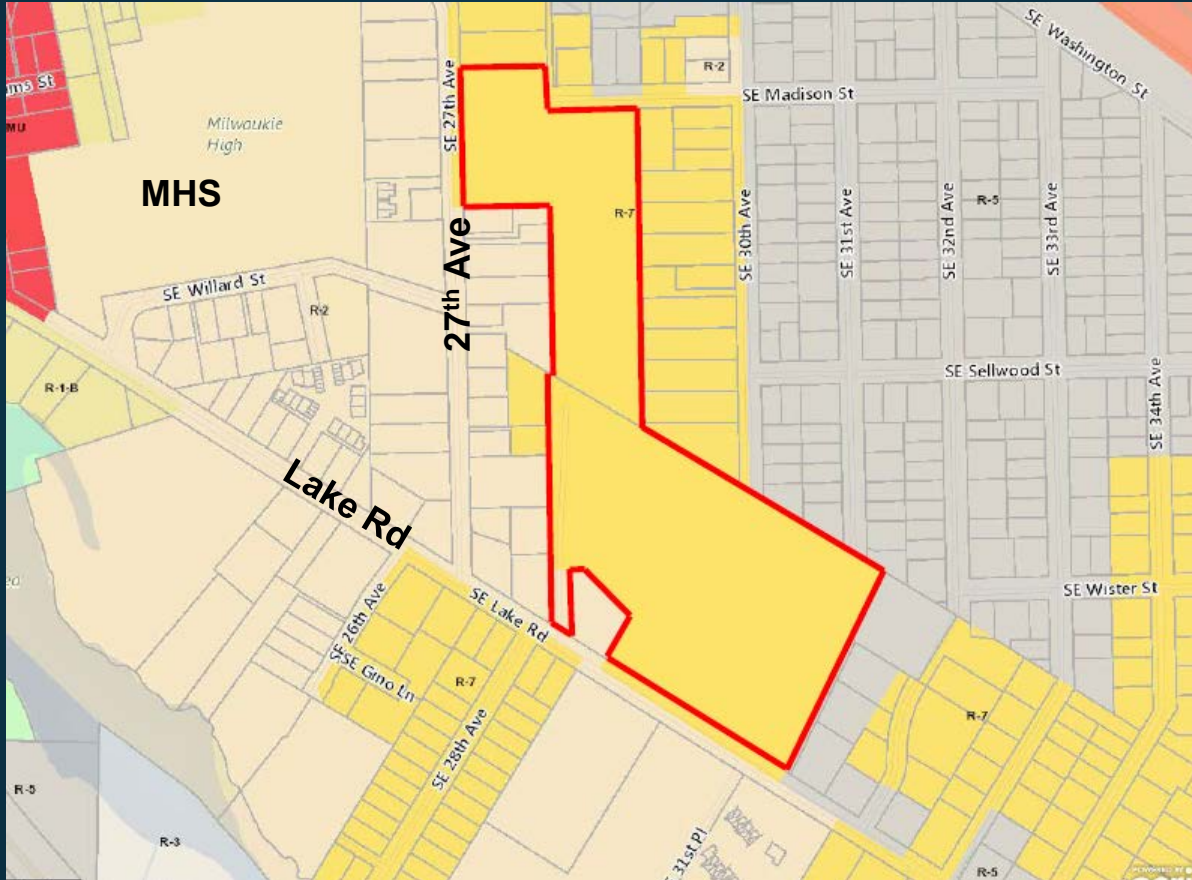 SE Washington St
R-2
SE Madison St
SE 27th Ave
MU
Milwaukie
High
MHS
R-7
R-5
SE 30th Ave
SE 31st Ave
SE 32nd Ave
SE 33rd Ave
27th Ave
SE Willard St
R-2
SE Sellwood St
SE 34th Ave
R-1-B
Lake Rd
SE Wister St
SE 26th Ave
SE Lake Rd
SE Gino Ln
R-7
R-7
SE 28th Ave
R-5
R-3
31st Pl
R-5